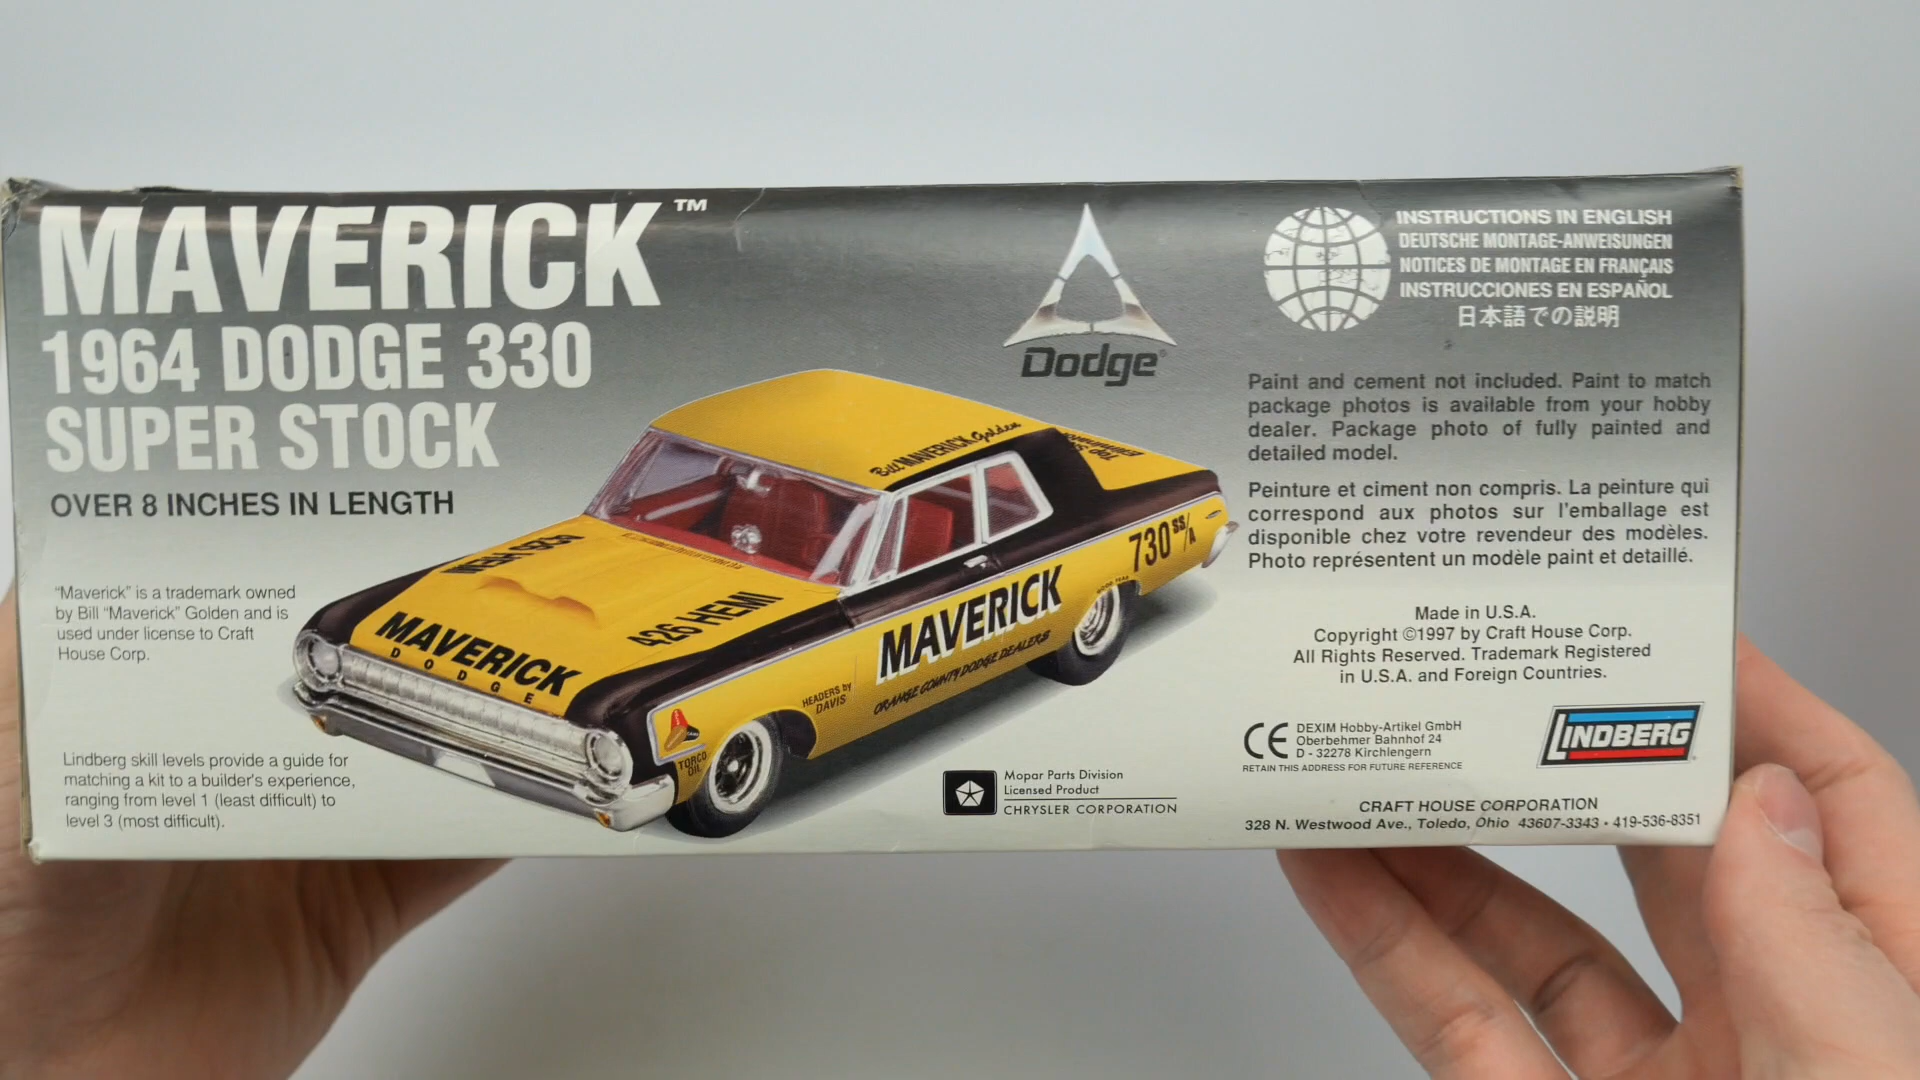 MAVERICK™
1964 DODGE 330
SUPER STOCK
OVER 8 INCHES IN LENGTH
"Maverick" is a trademark owned
by Bill "Maverick" Golden and is
used under license to Craft
House Corp.
Lindberg skill levels provide a guide for
matching a kit to a builder's experience,
ranging from level 1 (least difficult) to
level 3 (most difficult).
Dodge®
Bill MAVERICK Golden
Top S
Eliminator
426 HEMI
426 HEMI
MAVERICK
DODGE
MAVERICK
ORANGE COUNTY DODGE DEALERS
730 SS/A
HEADERS by
DAVIS
TORCO
OIL
Mopar Parts Division
Licensed Product
CHRYSLER CORPORATION
INSTRUCTIONS IN ENGLISH
DEUTSCHE MONTAGE-ANWEISUNGEN
NOTICES DE MONTAGE EN FRANÇAIS
INSTRUCCIONES EN ESPAÑOL
日本語での説明
Paint and cement not included. Paint to match
package photos is available from your hobby
dealer. Package photo of fully painted and
detailed model.
Peinture et ciment non compris. La peinture qui
correspond aux photos sur l'emballage est
disponible chez votre revendeur des modèles.
Photo représentent un modèle paint et detaillé.
Made in U.S.A.
Copyright ©1997 by Craft House Corp.
All Rights Reserved. Trademark Registered
in U.S.A. and Foreign Countries.
CE
DEXIM Hobby-Artikel GmbH
Oberbehmer Bahnhof 24
D - 32278 Kirchlengern
RETAIN THIS ADDRESS FOR FUTURE REFERENCE
LINDBERG®
CRAFT HOUSE CORPORATION
328 N. Westwood Ave., Toledo, Ohio 43607-3343 • 419-536-8351